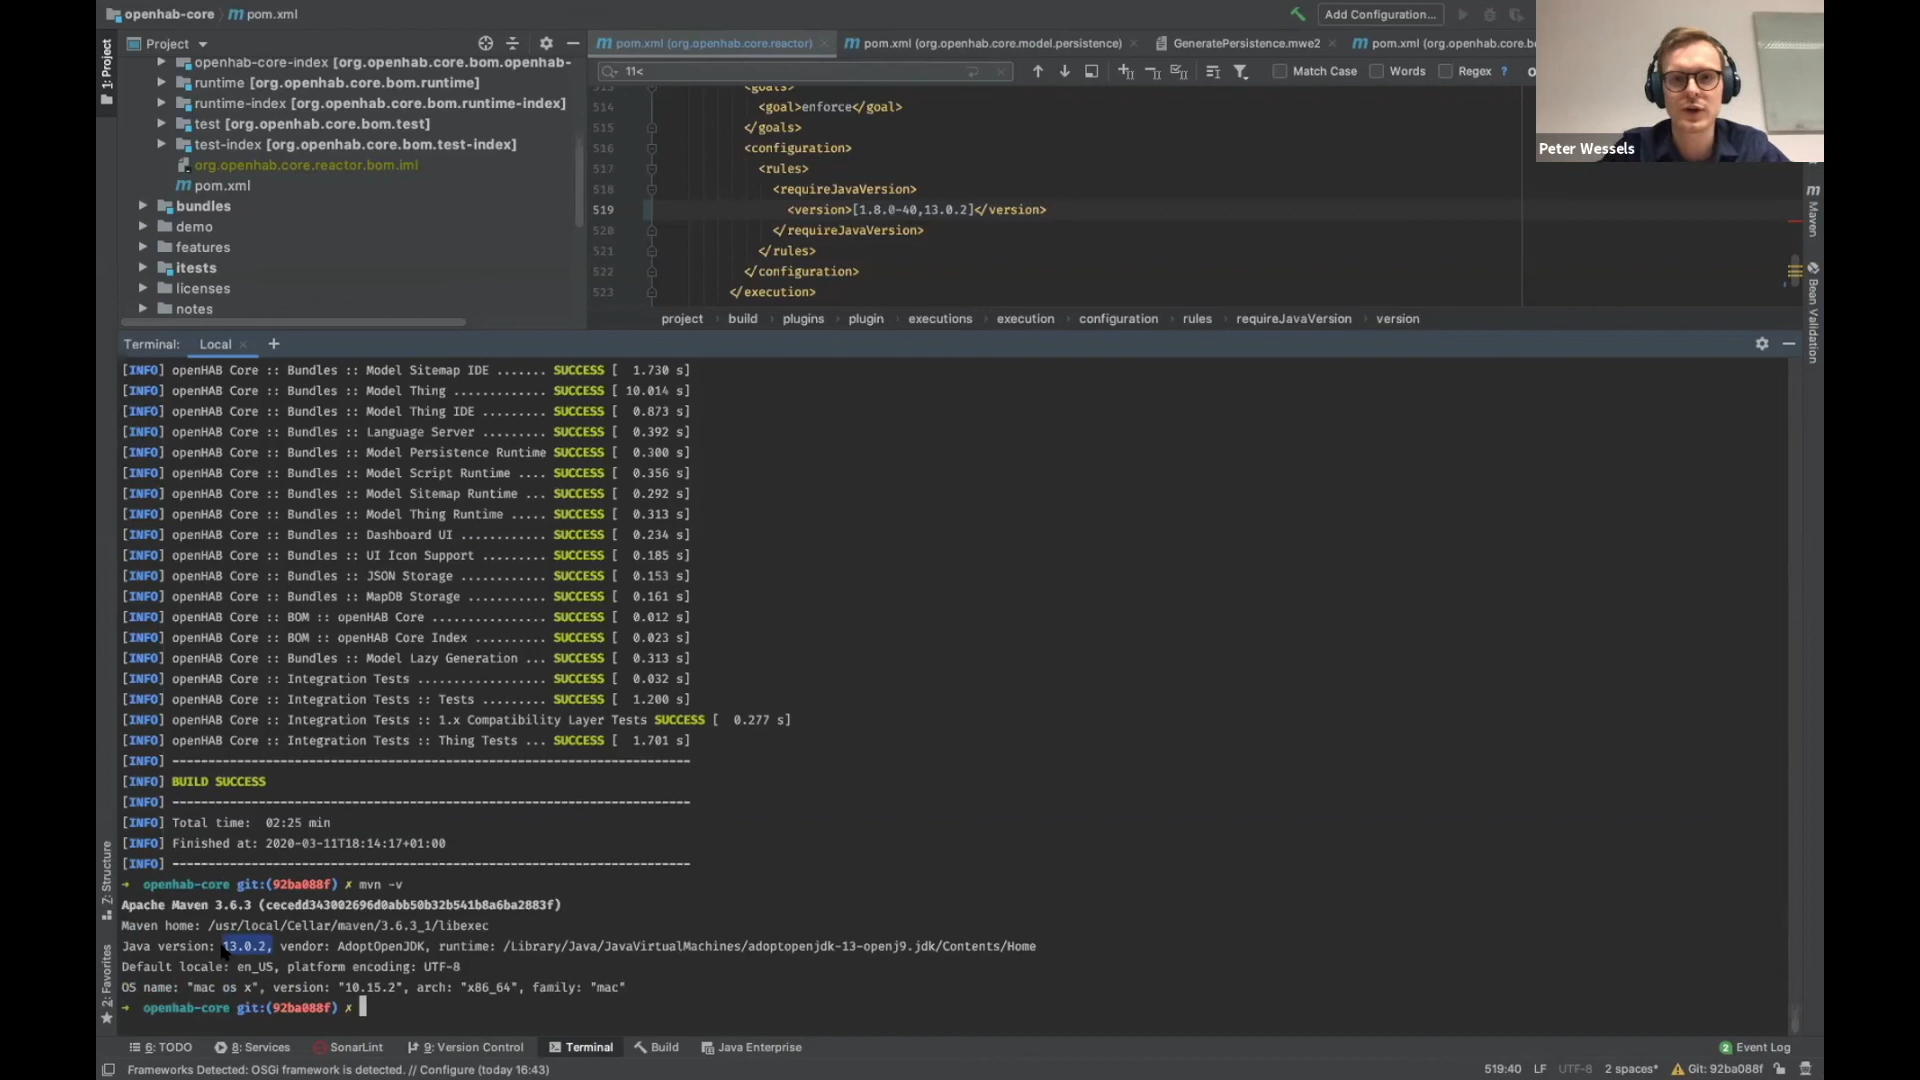 openhab-core pom.xml
Add Configuration...
1: Project
Project
pom.xml (org.openhab.core.reactor)
pom.xml (org.openhab.core.model.persistence)
GeneratePersistence.mwe2
pom.xml (org.openhab.core.be
11<
Match Case
Words
Regex
?
openhab-core-index [org.openhab.core.bom.openhab-
runtime [org.openhab.core.bom.runtime]
runtime-index [org.openhab.core.bom.runtime-index]
test [org.openhab.core.bom.test]
test-index [org.openhab.core.bom.test-index]
org.openhab.core.reactor.bom.iml
pom.xml
bundles
demo
features
itests
licenses
notes
513 <goals>
514 <goal>enforce</goal>
515 </goals>
516 <configuration>
517 <rules>
518 <requireJavaVersion>
519 <version>[1.8.0-40,13.0.2]</version>
520 </requireJavaVersion>
521 </rules>
522 </configuration>
523 </execution>
project build plugins plugin executions execution configuration rules requireJavaVersion version
Peter Wessels
Maven
Bean Validation
Terminal: Local +
[INFO] openHAB Core :: Bundles :: Model Sitemap IDE ....... SUCCESS [ 1.730 s]
[INFO] openHAB Core :: Bundles :: Model Thing ............. SUCCESS [ 10.014 s]
[INFO] openHAB Core :: Bundles :: Model Thing IDE ......... SUCCESS [ 0.873 s]
[INFO] openHAB Core :: Bundles :: Language Server ......... SUCCESS [ 0.392 s]
[INFO] openHAB Core :: Bundles :: Model Persistence Runtime SUCCESS [ 0.300 s]
[INFO] openHAB Core :: Bundles :: Model Script Runtime .... SUCCESS [ 0.356 s]
[INFO] openHAB Core :: Bundles :: Model Sitemap Runtime ... SUCCESS [ 0.292 s]
[INFO] openHAB Core :: Bundles :: Model Thing Runtime ..... SUCCESS [ 0.313 s]
[INFO] openHAB Core :: Bundles :: Dashboard UI ............ SUCCESS [ 0.234 s]
[INFO] openHAB Core :: Bundles :: UI Icon Support ......... SUCCESS [ 0.185 s]
[INFO] openHAB Core :: Bundles :: JSON Storage ............ SUCCESS [ 0.153 s]
[INFO] openHAB Core :: Bundles :: MapDB Storage ........... SUCCESS [ 0.161 s]
[INFO] openHAB Core :: BOM :: openHAB Core ................ SUCCESS [ 0.012 s]
[INFO] openHAB Core :: BOM :: openHAB Core Index .......... SUCCESS [ 0.023 s]
[INFO] openHAB Core :: Bundles :: Model Lazy Generation ... SUCCESS [ 0.313 s]
[INFO] openHAB Core :: Integration Tests .................. SUCCESS [ 0.032 s]
[INFO] openHAB Core :: Integration Tests :: Tests ......... SUCCESS [ 1.200 s]
[INFO] openHAB Core :: Integration Tests :: 1.x Compatibility Layer Tests SUCCESS [ 0.277 s]
[INFO] openHAB Core :: Integration Tests :: Thing Tests ... SUCCESS [ 1.701 s]
[INFO] ------------------------------------------------------------------------
[INFO] BUILD SUCCESS
[INFO] ------------------------------------------------------------------------
[INFO] Total time: 02:25 min
[INFO] Finished at: 2020-03-11T18:14:17+01:00
[INFO] ------------------------------------------------------------------------
→ openhab-core git:(92ba088f) ✗ mvn -v
Apache Maven 3.6.3 (cecedd343002696d0abb50b32b541b8a6ba2883f)
Maven home: /usr/local/Cellar/maven/3.6.3_1/libexec
Java version: 13.0.2, vendor: AdoptOpenJDK, runtime: /Library/Java/JavaVirtualMachines/adoptopenjdk-13-openj9.jdk/Contents/Home
Default locale: en_US, platform encoding: UTF-8
OS name: "mac os x", version: "10.15.2", arch: "x86_64", family: "mac"
→ openhab-core git:(92ba088f) ✗
Z: Structure
2: Favorites
6: TODO 8: Services SonarLint 9: Version Control Terminal Build Java Enterprise 2 Event Log
Frameworks Detected: OSGi framework is detected. // Configure (today 16:43) 519:40 LF UTF-8 2 spaces* Git: 92ba088f